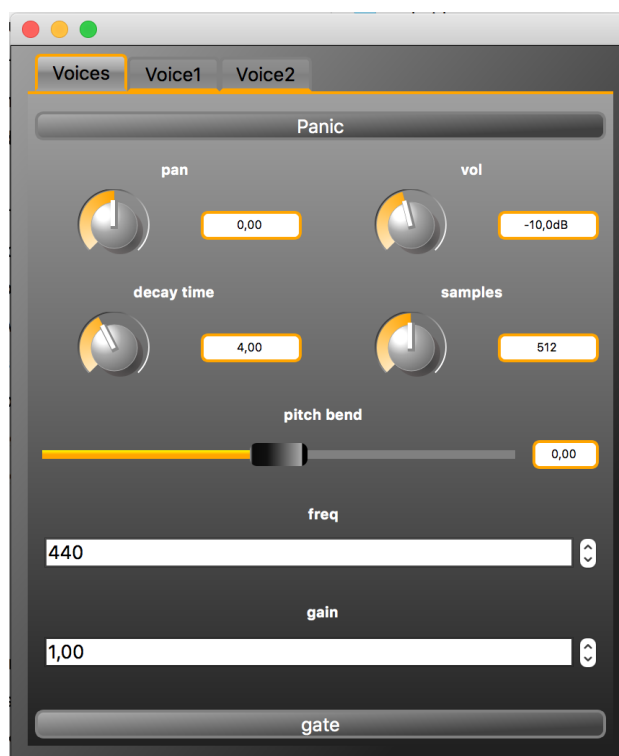 Voices Voice1 Voice2
Panic
pan vol
0,00 -10,0dB
decay time samples
4,00 512
pitch bend
0,00
freq
440
gain
1,00
gate